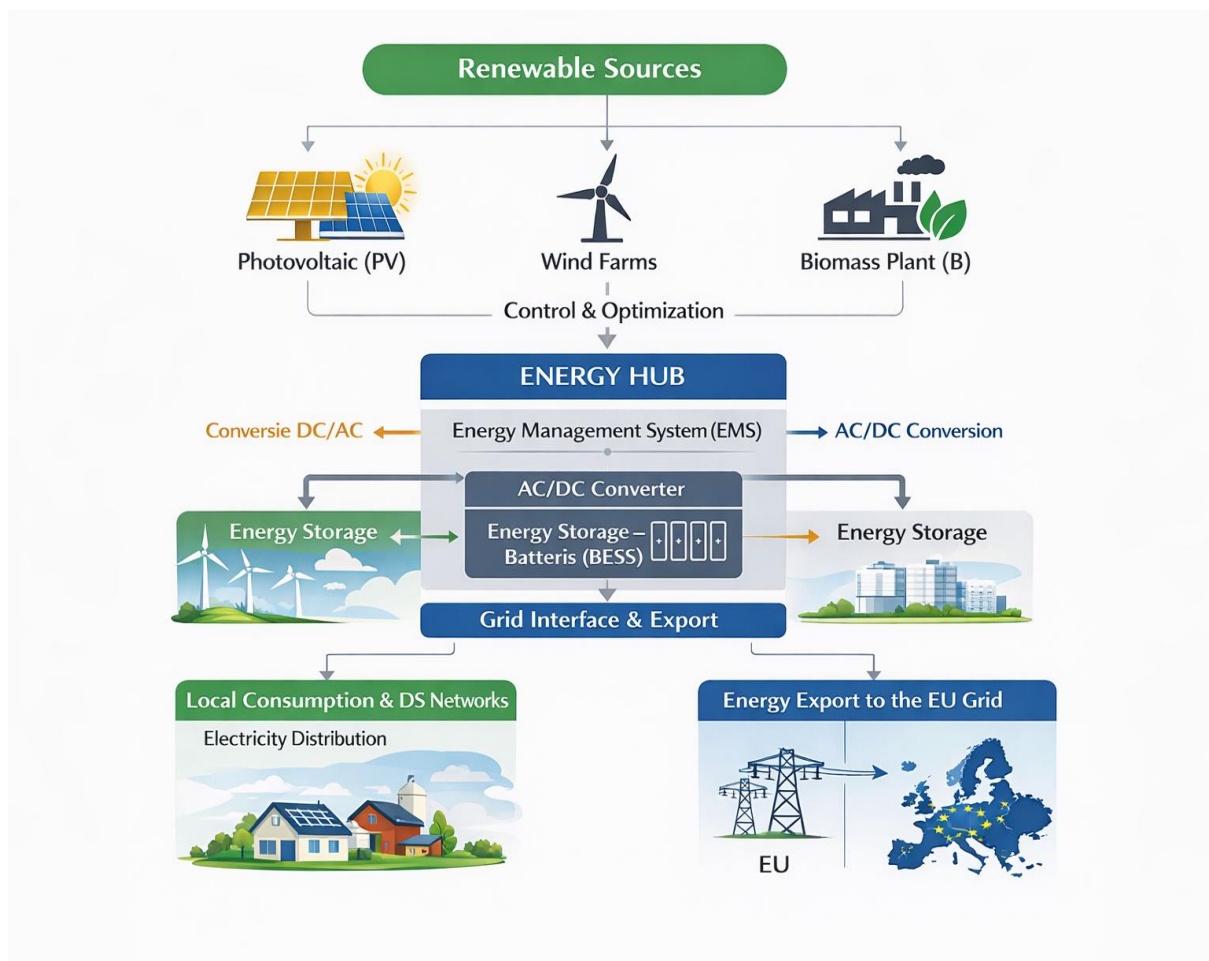 Renewable Sources
Photovoltaic (PV)
Wind Farms
Biomass Plant (B)
Control & Optimization
ENERGY HUB
Conversie DC/AC
Energy Management System (EMS)
AC/DC Conversion
AC/DC Converter
Energy Storage
Energy Storage –
Batteris (BESS)
Energy Storage
Grid Interface & Export
Local Consumption & DS Networks
Electricity Distribution
Energy Export to the EU Grid
EU